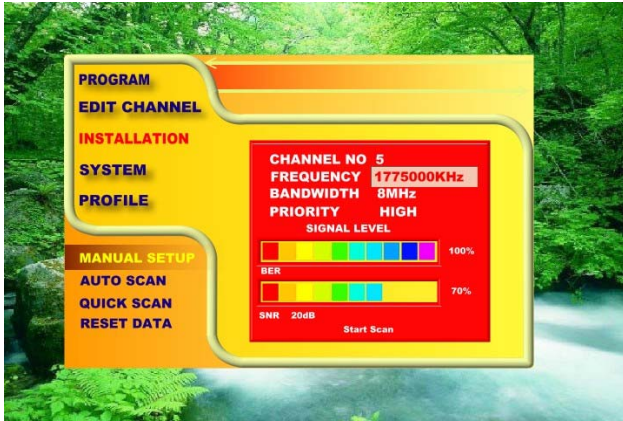 PROGRAM
EDIT CHANNEL
INSTALLATION
SYSTEM
PROFILE
MANUAL SETUP
AUTO SCAN
QUICK SCAN
RESET DATA
CHANNEL NO 5
FREQUENCY 1775000KHz
BANDWIDTH 8MHz
PRIORITY HIGH
SIGNAL LEVEL
100%
BER
70%
SNR 20dB
Start Scan